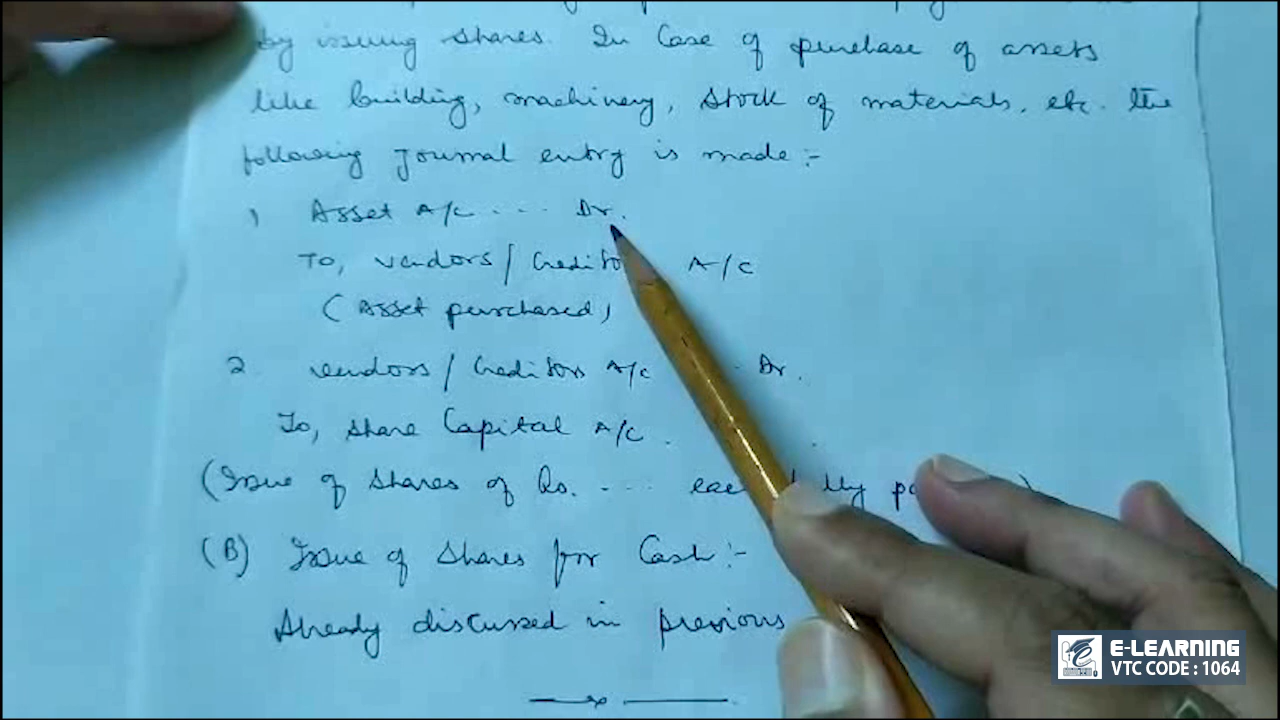 by issuing shares. In Case of purchase of assets
like building, machinery, stock of materials, etc. the
following journal entry is made :-
1 Asset A/c .. ... Dr.
To, vendors / Creditors A/c
( Asset purchased )
2 vendors / Creditors A/c .. Dr.
To, share Capital A/c .
(Issue of shares of Rs. .... each fully )
(B) Issue of shares for Cash :-
Already discussed in previous
E-LEARNING
VTC CODE : 1064